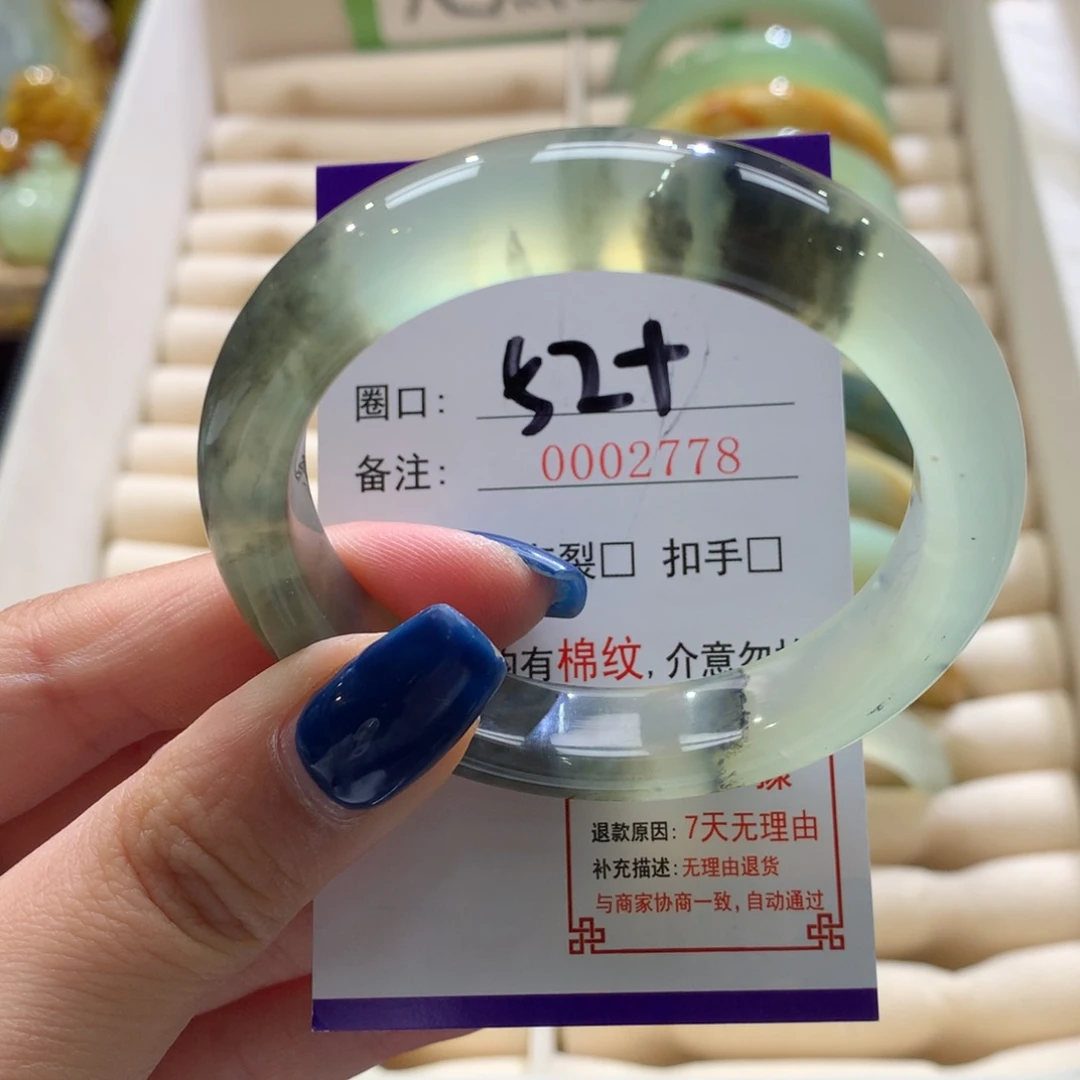 圈口: 52+
备注: 0002778
裂□ 扣手□
有棉纹, 介意勿
退款原因: 7天无理由
补充描述: 无理由退货
与商家协商一致, 自动通过